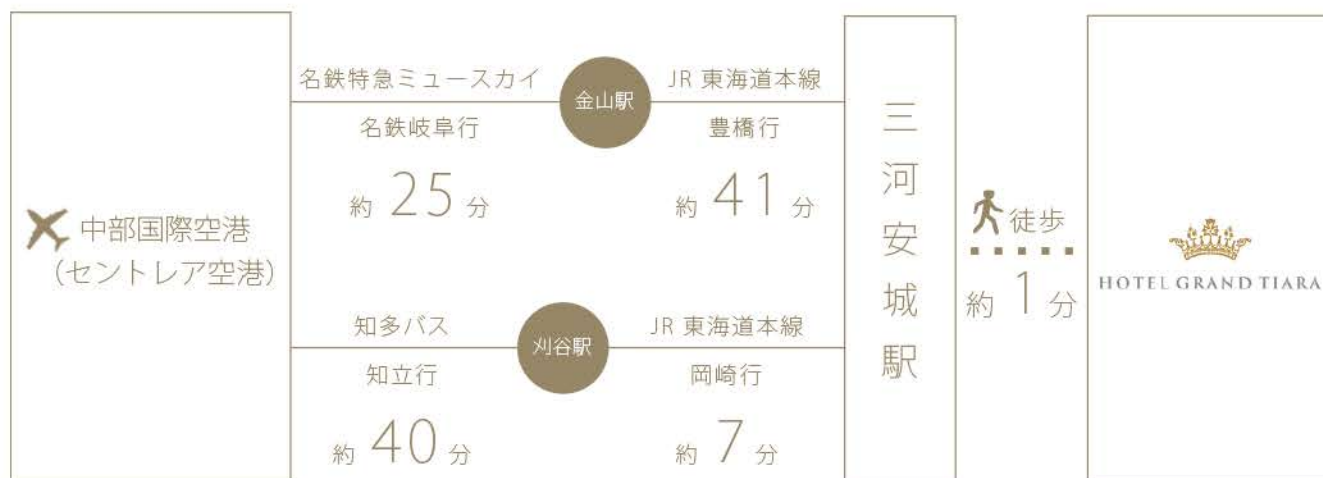 中部国際空港
（セントレア空港）
名鉄特急ミュースカイ
名鉄岐阜行
約 25 分
金山駅
JR 東海道本線
豊橋行
約 41 分
知多バス
知立行
約 40 分
刈谷駅
JR 東海道本線
岡崎行
約 7 分
三河安城駅
徒歩
約 1 分
HOTEL GRAND TIARA